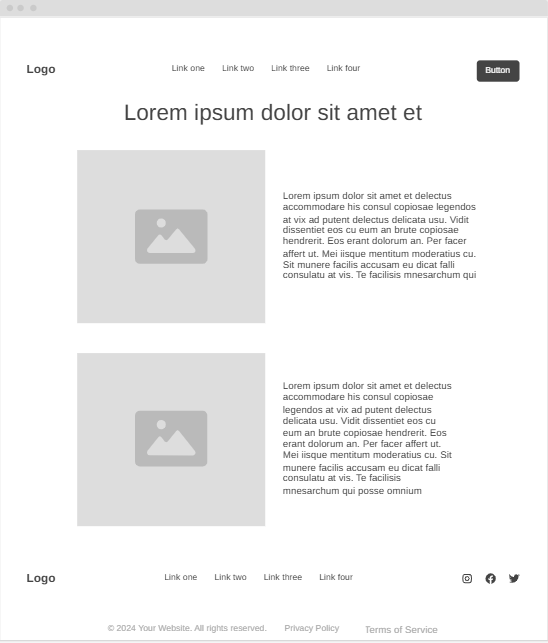 Logo
Link one Link two Link three Link four
Button
Lorem ipsum dolor sit amet et
Lorem ipsum dolor sit amet et delectus
accommodare his consul copiosae legendos
at vix ad putent delectus delicata usu. Vidit
dissentiet eos cu eum an brute copiosae
hendrerit. Eos erant dolorum an. Per facer
affert ut. Mei iisque mentitum moderatius cu.
Sit munere facilis accusam eu dicat falli
consulatu at vis. Te facilisis mnesarchum qui
Lorem ipsum dolor sit amet et delectus
accommodare his consul copiosae
legendos at vix ad putent delectus
delicata usu. Vidit dissentiet eos cu
eum an brute copiosae hendrerit. Eos
erant dolorum an. Per facer affert ut.
Mei iisque mentitum moderatius cu. Sit
munere facilis accusam eu dicat falli
consulatu at vis. Te facilisis
mnesarchum qui posse omnium
Logo
Link one Link two Link three Link four
© 2024 Your Website. All rights reserved. Privacy Policy Terms of Service